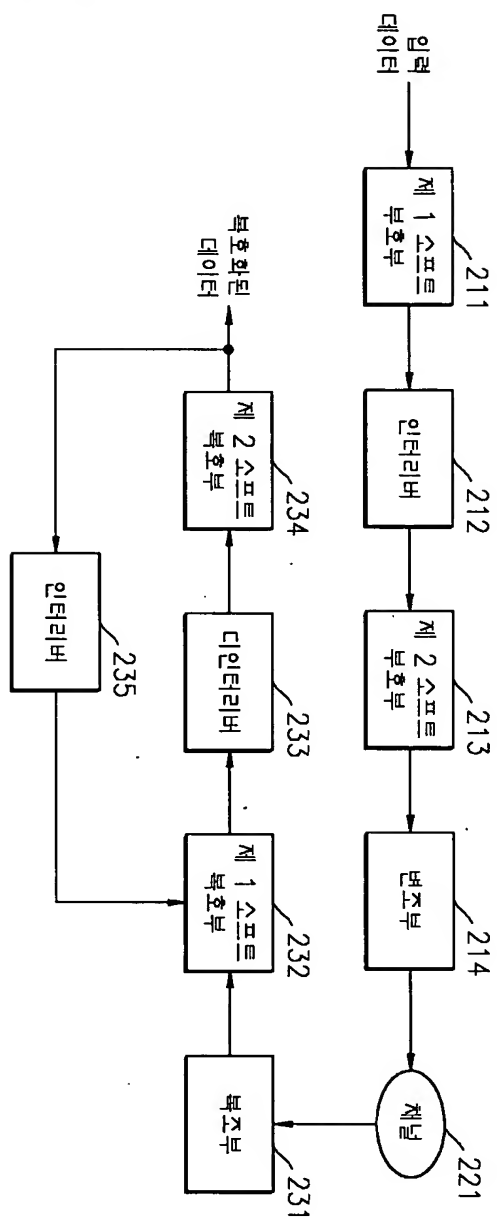 입력
데이터
제 1 소프트
부호부
211
인터리버
212
제 2 소프트
부호부
213
변조부
214
채널
221
복조부
231
제 1 소프트
복호부
232
디인터리버
233
제 2 소프트
복호부
234
복호화된
데이터
인터리버
235